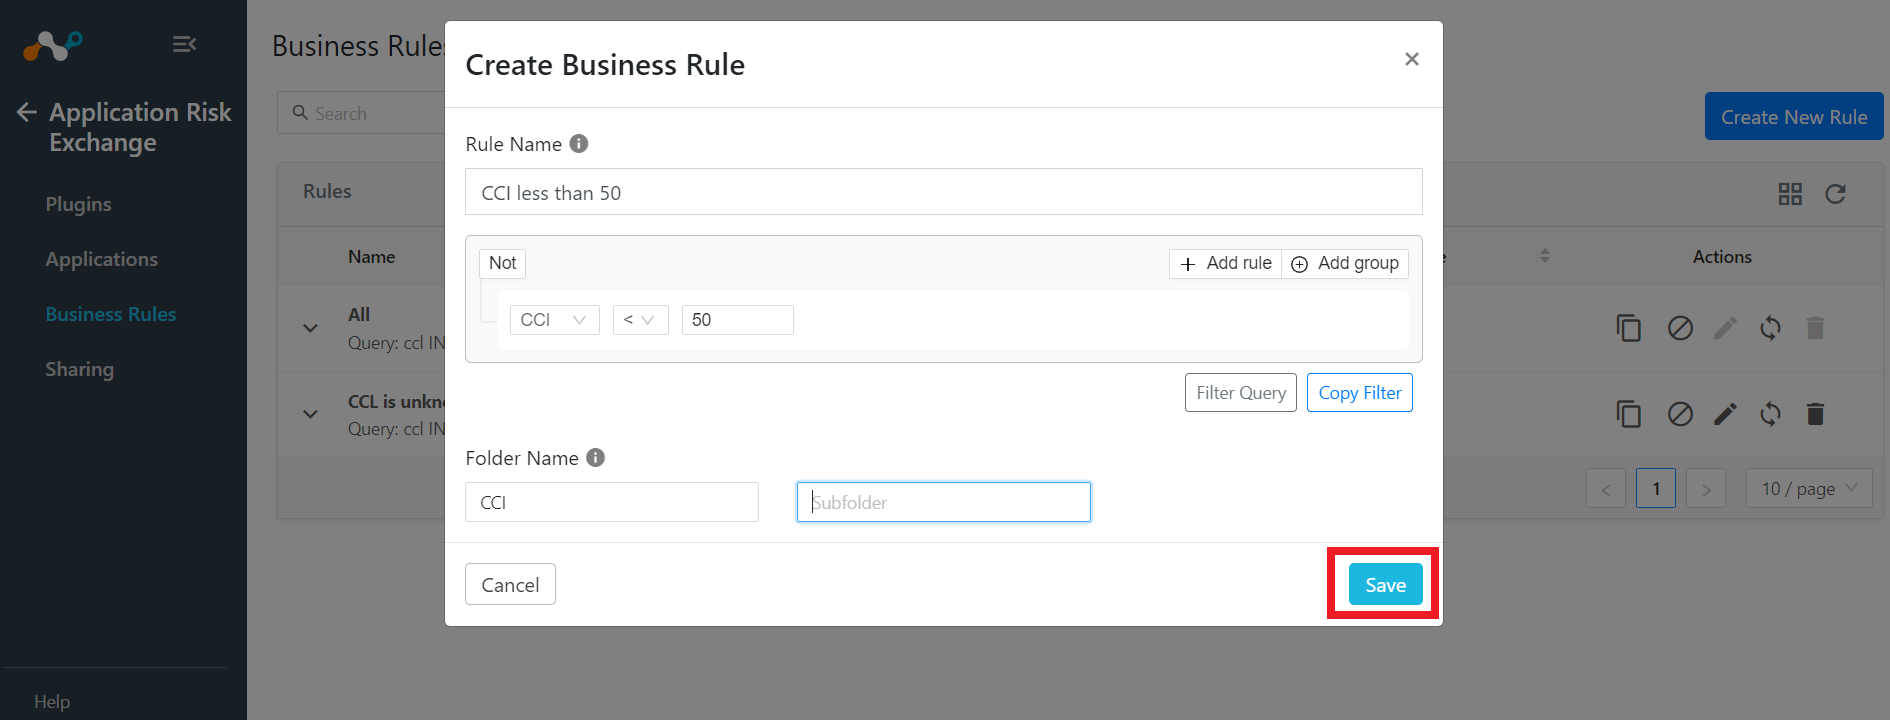 Application Risk
Exchange
Plugins
Applications
Business Rules
Sharing
Help
Business Rules
Search
Create New Rule
Rules
Name
Actions
All
Query: ccl IN
CCL is unkn
Query: ccl IN
1
10 / page
Create Business Rule
Rule Name
CCI less than 50
Not
Add rule
Add group
CCI
<
50
Filter Query
Copy Filter
Folder Name
CCI
Subfolder
Cancel
Save